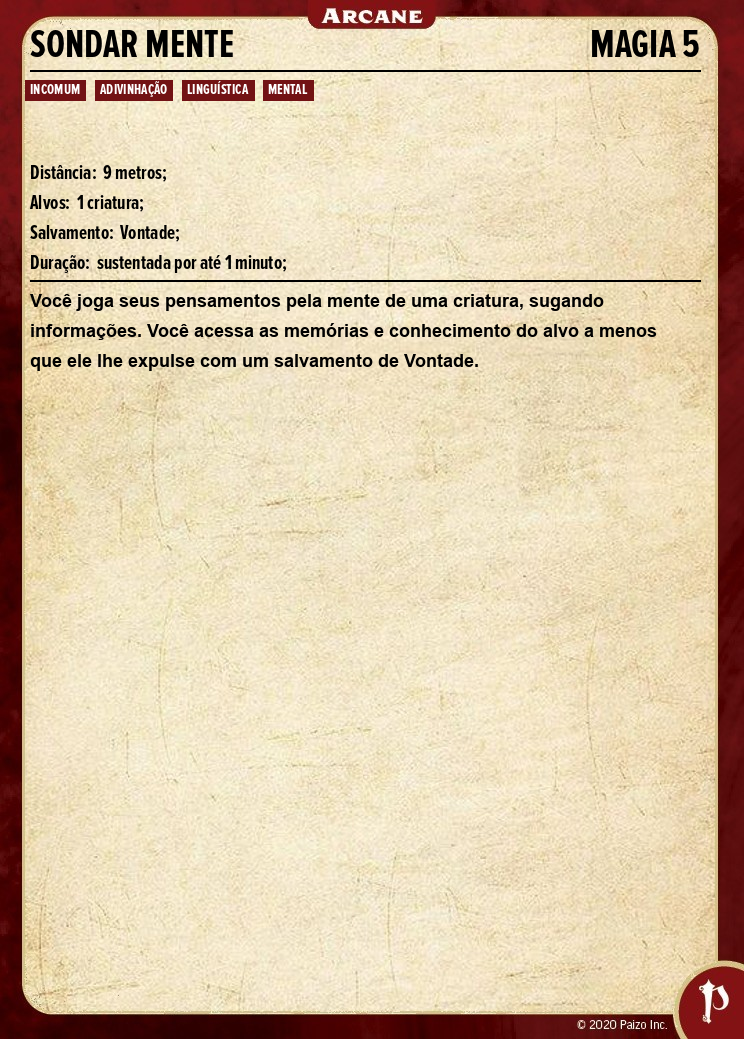 ARCANE
SONDAR MENTE MAGIA 5
INCOMUM ADIVINHAÇÃO LINGUÍSTICA MENTAL
Distância: 9 metros;
Alvos: 1 criatura;
Salvamento: Vontade;
Duração: sustentada por até 1 minuto;
Você joga seus pensamentos pela mente de uma criatura, sugando
informações. Você acessa as memórias e conhecimento do alvo a menos
que ele lhe expulse com um salvamento de Vontade.
© 2020 Paizo Inc.
P